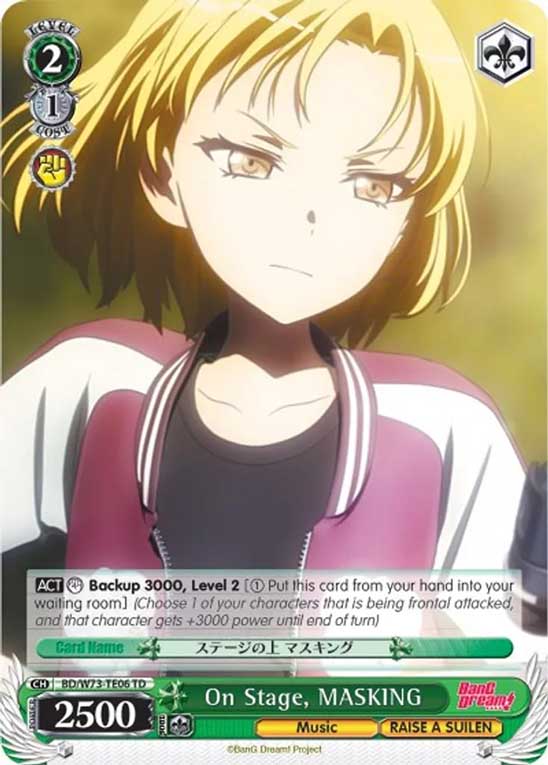 LEVEL
2
1
COST
ACT Backup 3000, Level 2 [① Put this card from your hand into your
waiting room] (Choose 1 of your characters that is being frontal attacked,
and that character gets +3000 power until end of turn)
Card Name ステージの上 マスキング
CH BD/W73-TE06 TD
On Stage, MASKING
BanG Dream!
POWER
2500
SOUL
Music
RAISE A SUILEN
©BanG Dream! Project